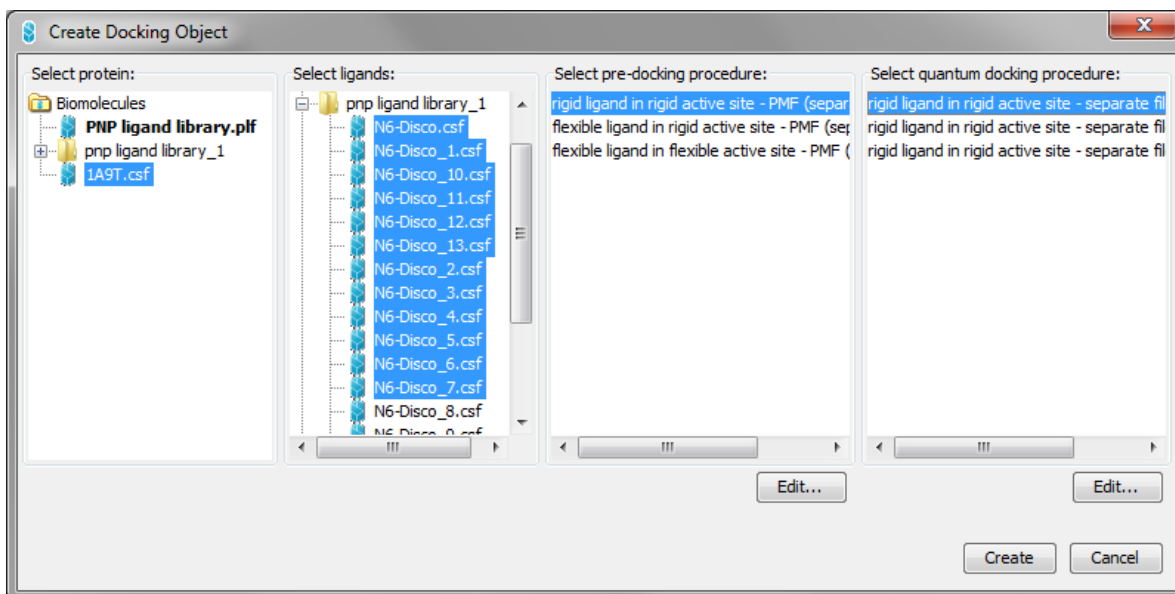 Create Docking Object
Select protein:
Biomolecules
PNP ligand library.plf
pnp ligand library_1
1A9T.csf
Select ligands:
pnp ligand library_1
N6-Disco.csf
N6-Disco_1.csf
N6-Disco_10.csf
N6-Disco_11.csf
N6-Disco_12.csf
N6-Disco_13.csf
N6-Disco_2.csf
N6-Disco_3.csf
N6-Disco_4.csf
N6-Disco_5.csf
N6-Disco_6.csf
N6-Disco_7.csf
N6-Disco_8.csf
Select pre-docking procedure:
rigid ligand in rigid active site - PMF (separ
flexible ligand in rigid active site - PMF (sep
flexible ligand in flexible active site - PMF (
Edit...
Select quantum docking procedure:
rigid ligand in rigid active site - separate fil
rigid ligand in rigid active site - separate fil
rigid ligand in rigid active site - separate fil
Edit...
Create
Cancel